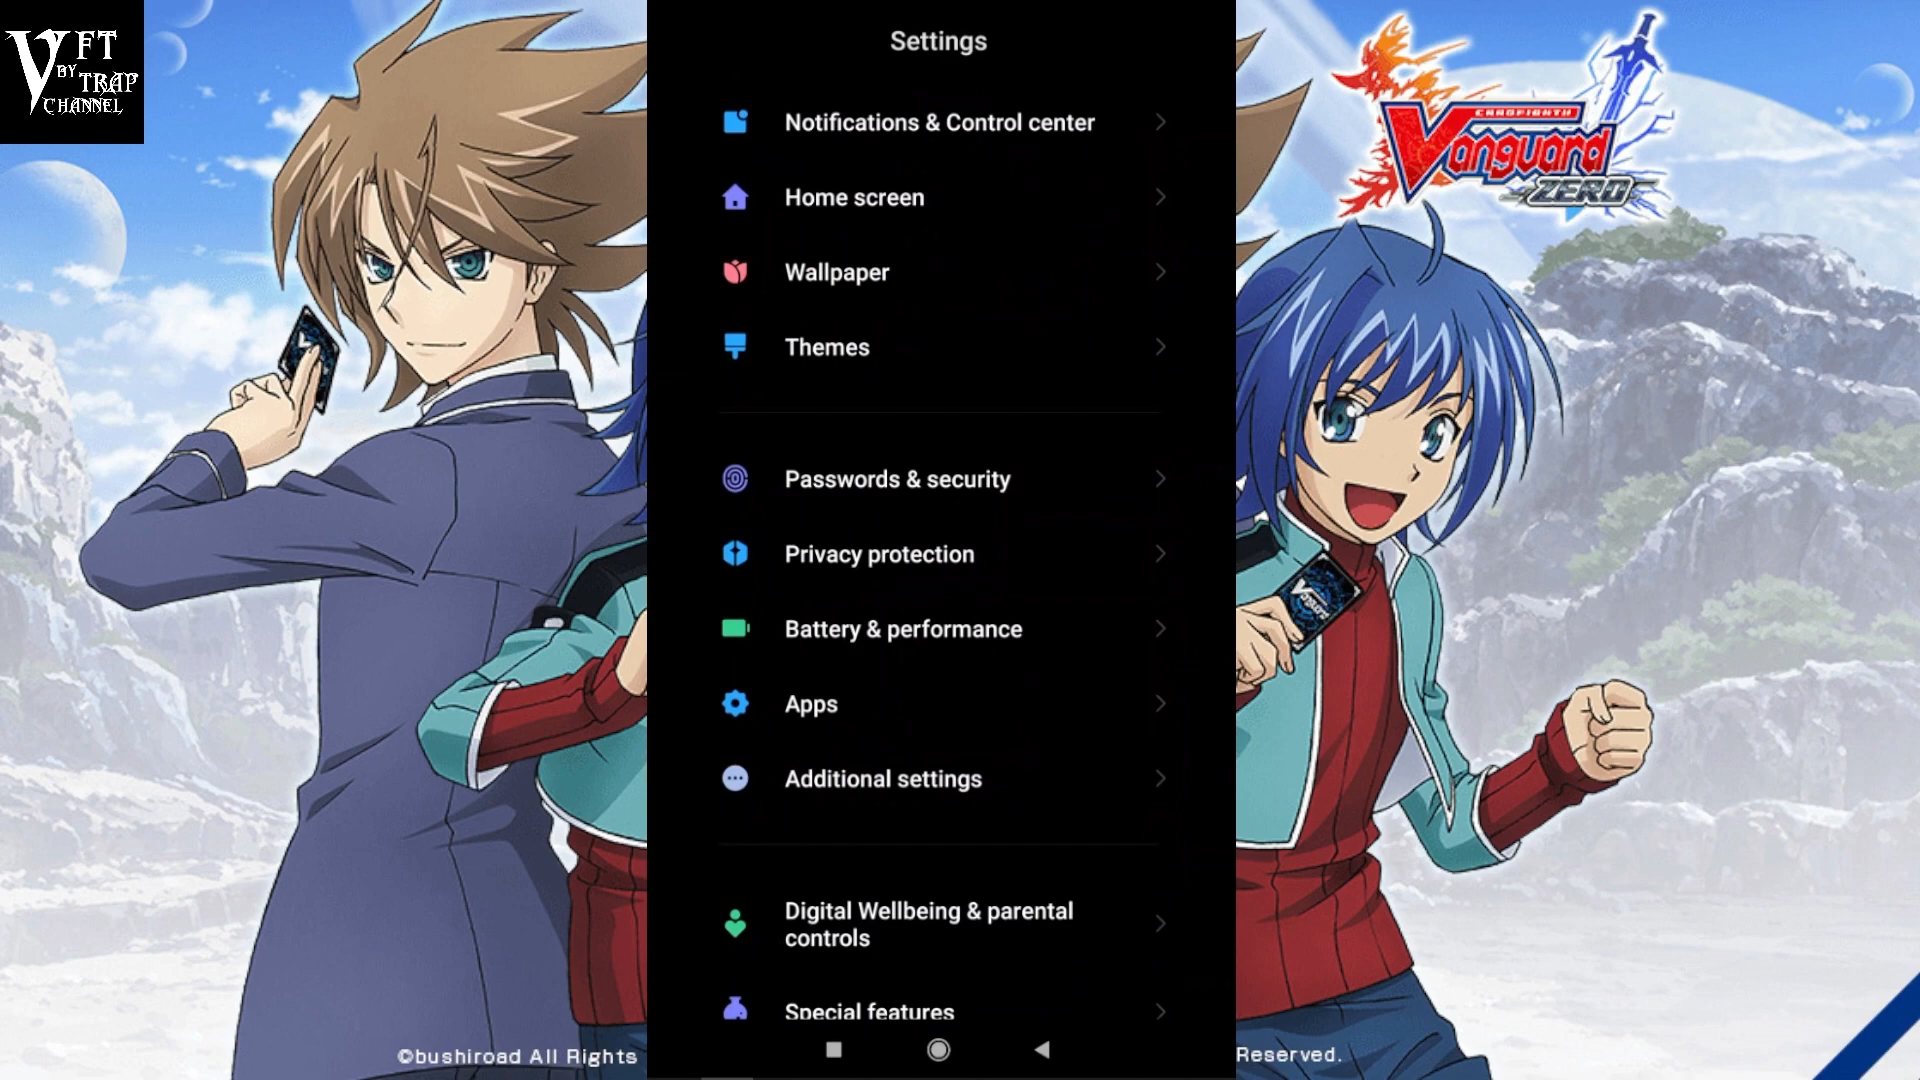 VFT
BY TRAP
CHANNEL
Settings
Notifications & Control center
Home screen
Wallpaper
Themes
Passwords & security
Privacy protection
Battery & performance
Apps
Additional settings
Digital Wellbeing & parental
controls
Special features
CARDFIGHT!!
Vanguard
ZERO
©bushiroad All Rights
Reserved.